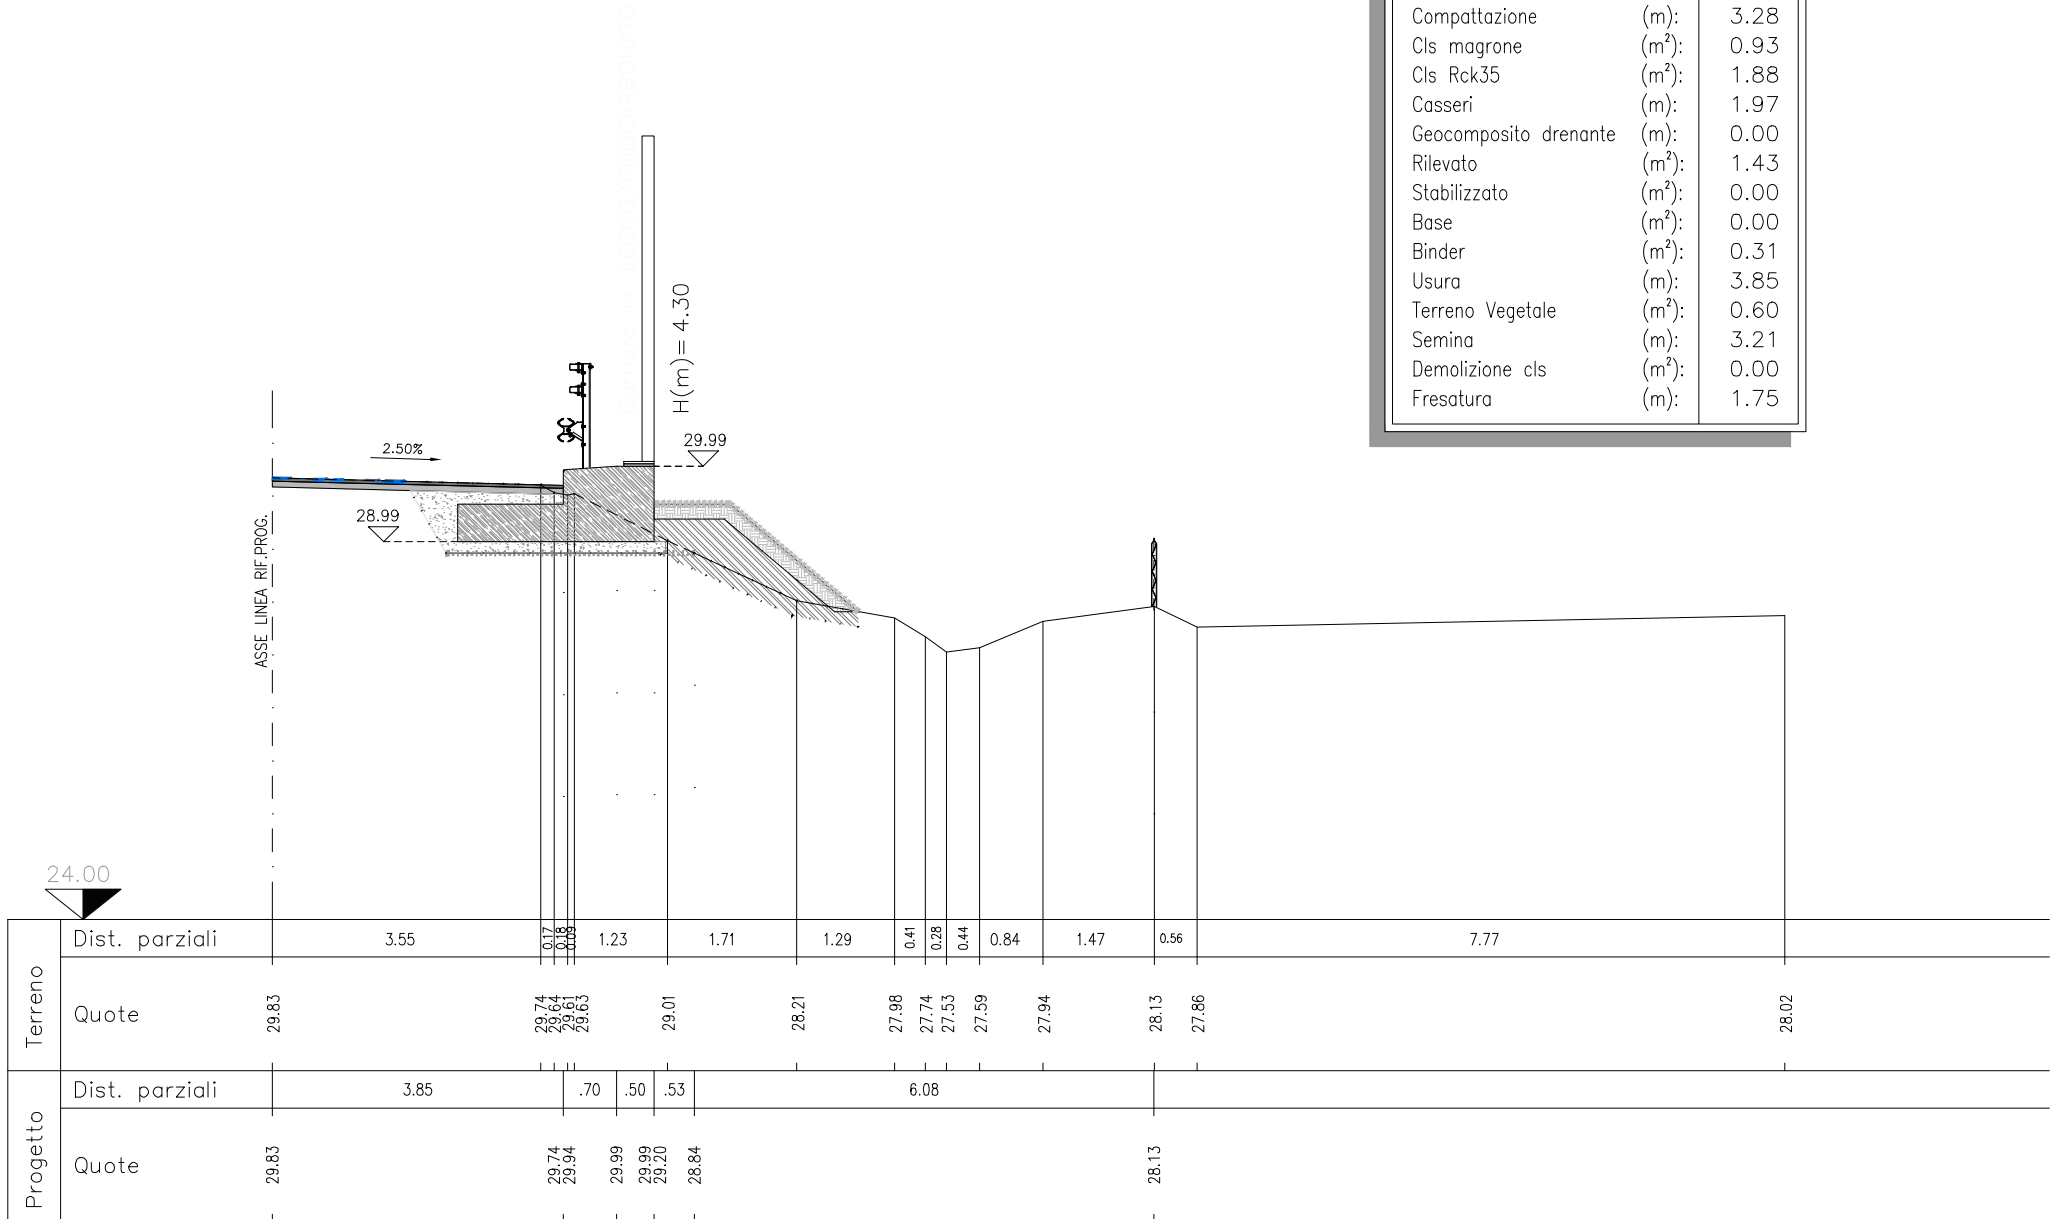 Compattazione (m): 3.28
Cls magrone (m²): 0.93
Cls Rck35 (m²): 1.88
Casseri (m): 1.97
Geocomposito drenante (m): 0.00
Rilevato (m²): 1.43
Stabilizzato (m²): 0.00
Base (m²): 0.00
Binder (m²): 0.31
Usura (m): 3.85
Terreno Vegetale (m²): 0.60
Semina (m): 3.21
Demolizione cls (m²): 0.00
Fresatura (m): 1.75
H(m)= 4.30
2.50%
29.99
28.99
ASSE LINEA RIF.PROG.
24.00
Terreno
Dist. parziali 3.55 0.17 0.18 0.09 1.23 1.71 1.29 0.41 0.28 0.44 0.84 1.47 0.56 7.77
Quote 29.83 29.74 29.64 29.61 29.63 29.01 28.21 27.98 27.74 27.53 27.59 27.94 28.13 27.86 28.02
Progetto
Dist. parziali 3.85 .70 .50 .53 6.08
Quote 29.83 29.74 29.94 29.99 29.99 29.20 28.84 28.13